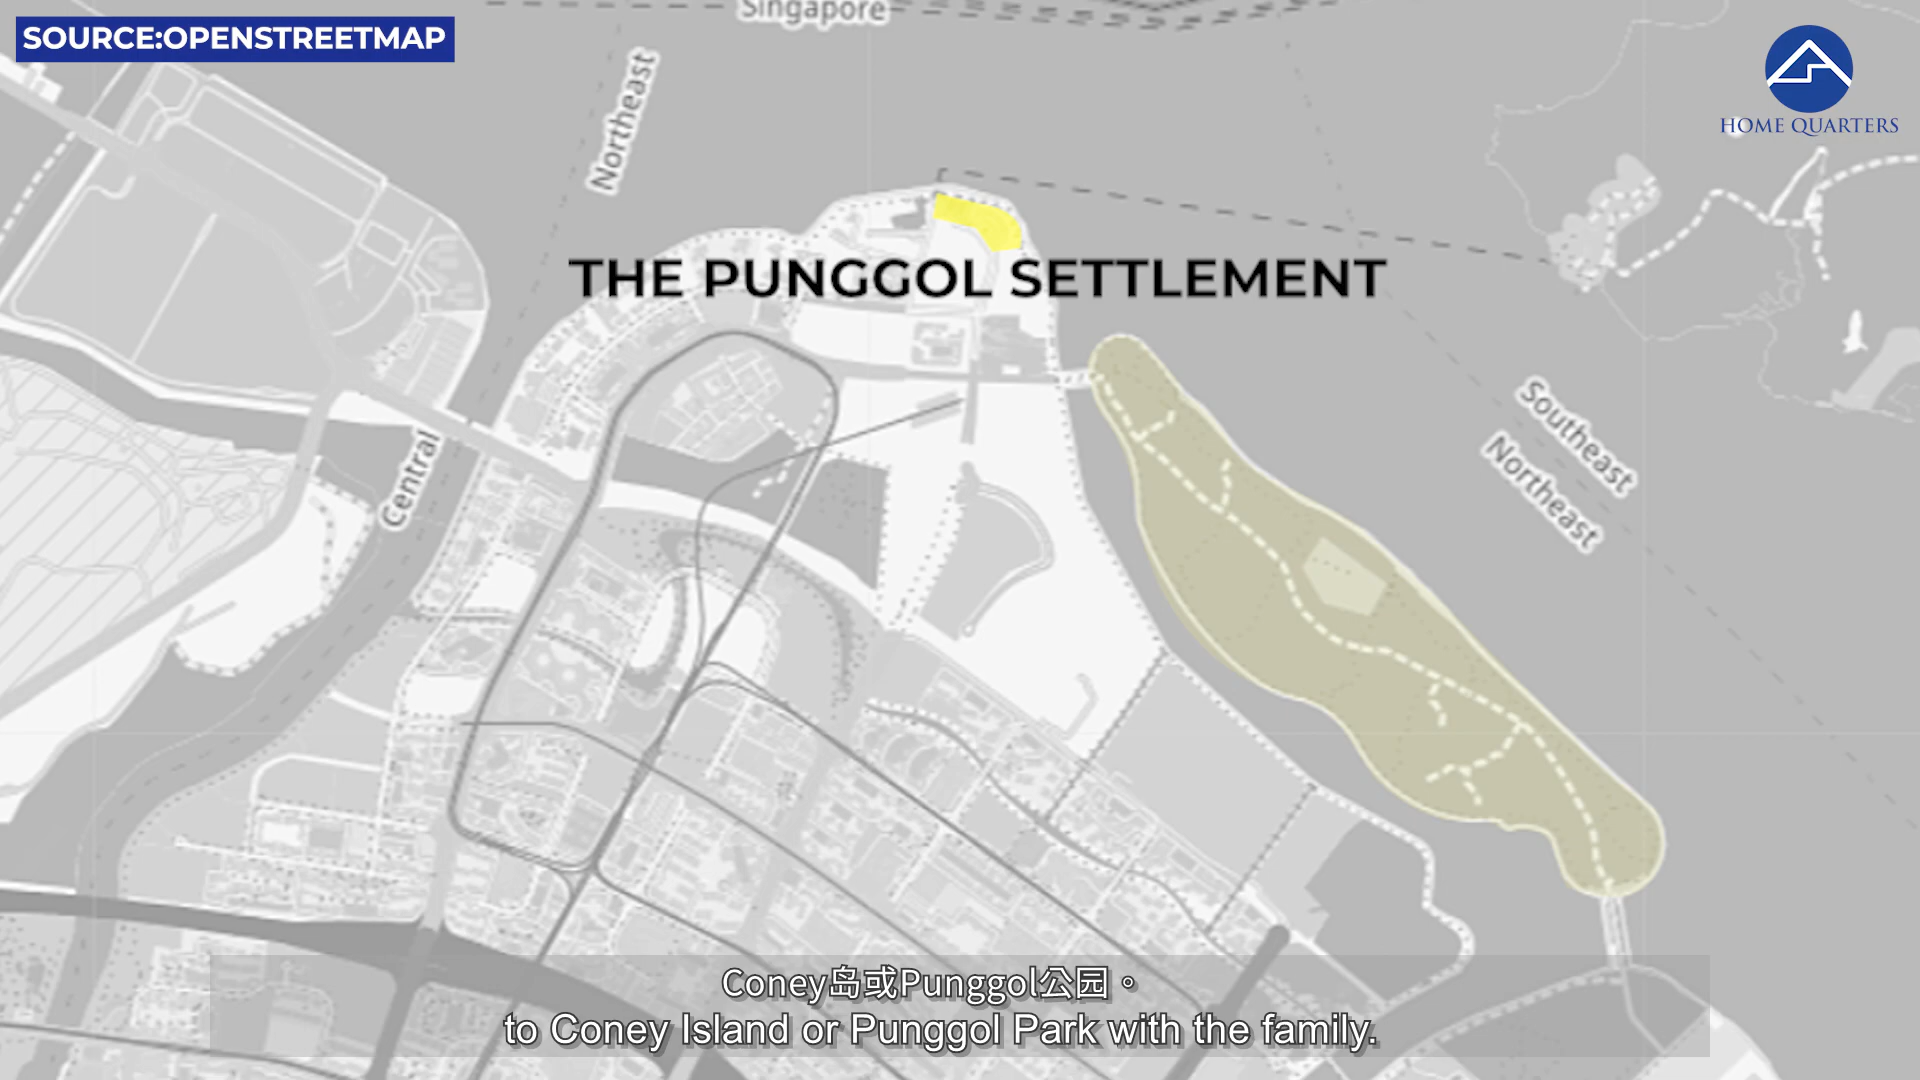 Singapore
SOURCE:OPENSTREETMAP
HOME QUARTERS
Northeast
THE PUNGGOL SETTLEMENT
Southeast
Northeast
Central
Coney岛或Punggol公园。
to Coney Island or Punggol Park with the family.